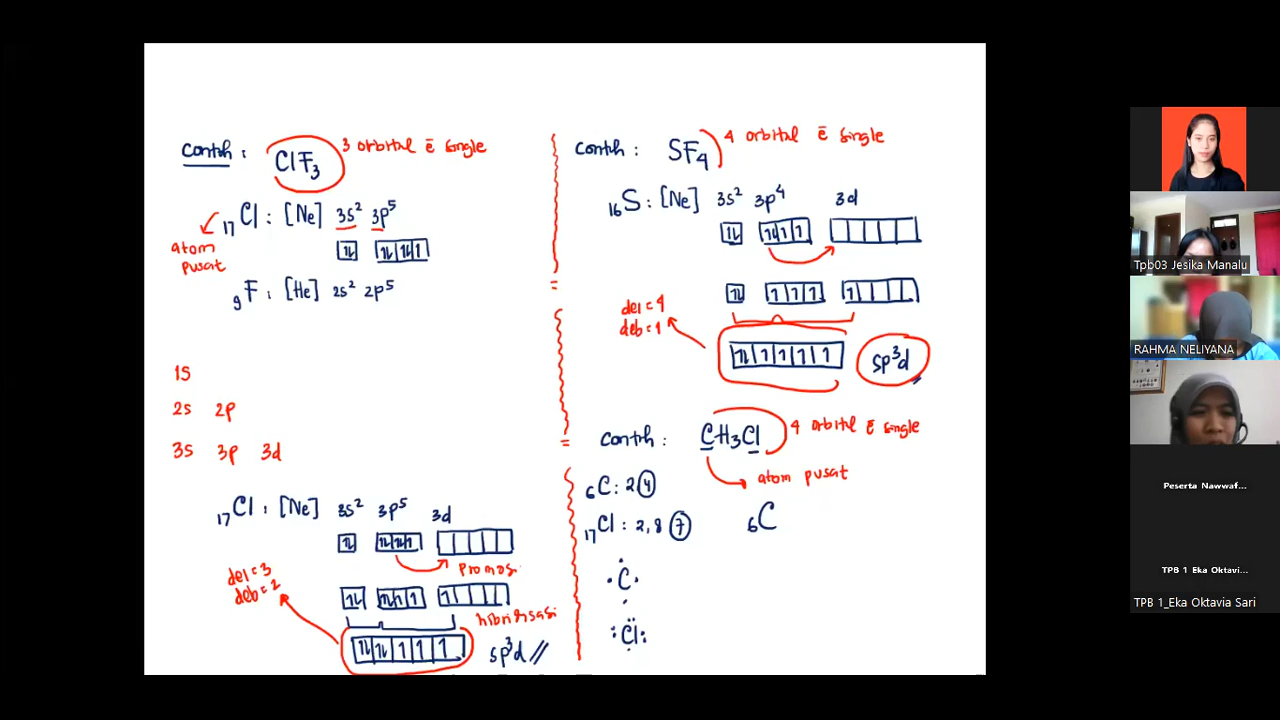 Contoh : ClF₃ 3 orbital ē single
₁₇Cl : [Ne] 3s² 3p⁵
atom
pusat
₉F : [He] 2s² 2p⁵
1s
2s 2p
3s 3p 3d
₁₇Cl : [Ne] 3s² 3p⁵ 3d
promosi
dei = 3
deb = 2
hibridisasi
sp³d //
Contoh : SF₄ 4 orbital ē single
₁₆S : [Ne] 3s² 3p⁴ 3d
dei = 4
deb = 1
sp³d
Contoh : CH₃Cl 4 orbital ē single
atom pusat
₆C : 2 4
₁₇Cl : 2, 8 7
₆C
C
Cl
Tpb03 Jesika Manalu
RAHMA NELIYANA
Peserta Nawwaf...
TPB 1 Eka Oktavi...
TPB 1_Eka Oktavia Sari